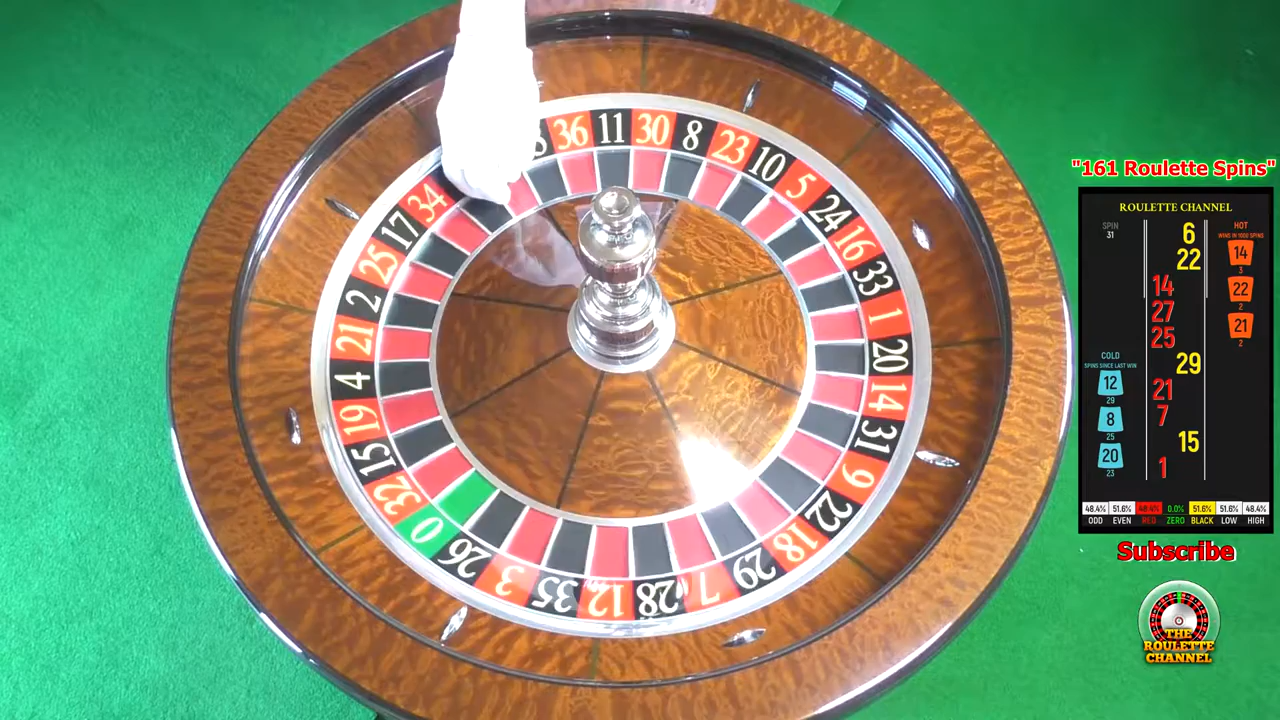 "161 Roulette Spins"
ROULETTE CHANNEL
SPIN
31
6
22
14
27
25
29
21
7
15
1
HOT
WINS IN 1000 SPINS
14
3
22
2
21
2
COLD
SPINS SINCE LAST WIN
12
29
8
25
20
23
48.4% 51.6% 48.4% 0.0% 51.6% 51.6% 48.4%
ODD EVEN RED ZERO BLACK LOW HIGH
Subscribe
THE
ROULETTE
CHANNEL
36 11 30 8 23 10 5 24 16 33 1 20 14 31 9 22 18 29 7 28 12 35 3 26 0 32 15 19 4 21 2 25 17 34